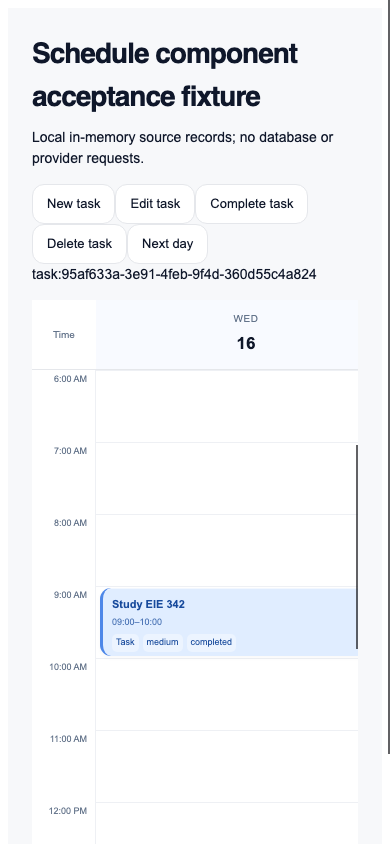 Schedule component
acceptance fixture
Local in-memory source records; no database or
provider requests.
New task
Edit task
Complete task
Delete task
Next day
task:95af633a-3e91-4feb-9f4d-360d55c4a824
Time
WED
16
6:00 AM
7:00 AM
8:00 AM
9:00 AM
Study EIE 342
09:00–10:00
Task
medium
completed
10:00 AM
11:00 AM
12:00 PM